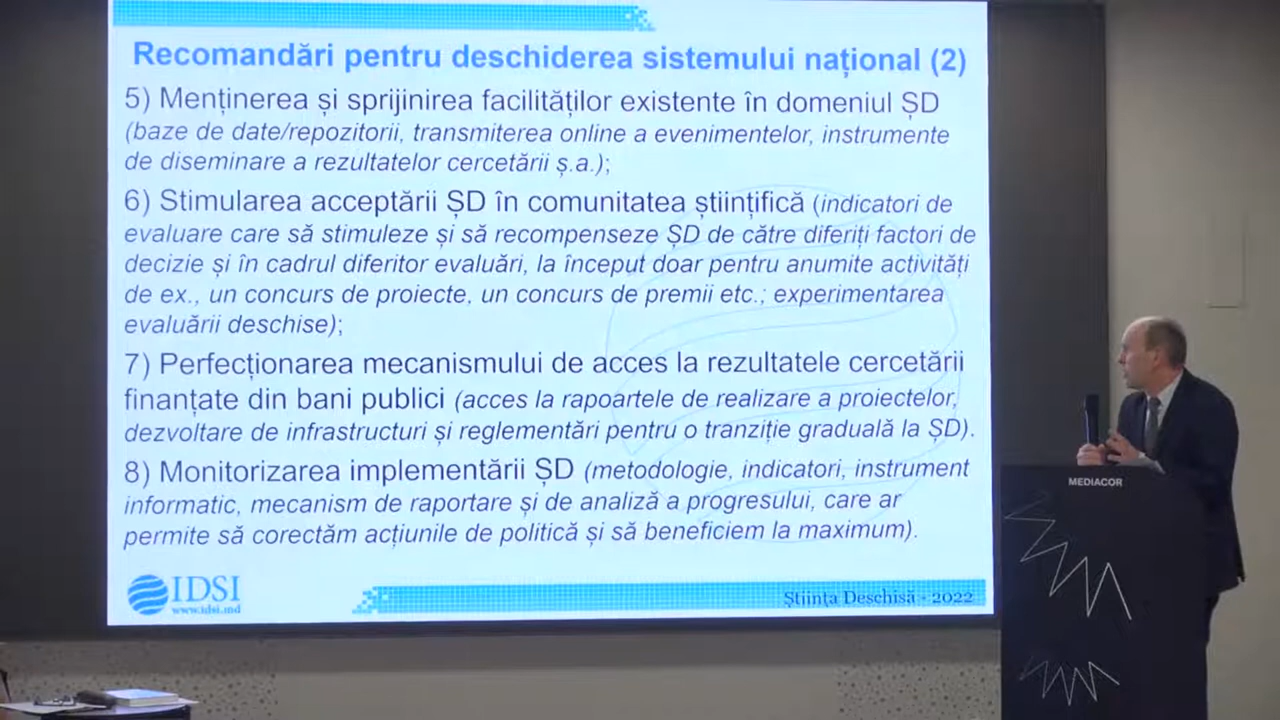 Recomandări pentru deschiderea sistemului național (2)
5) Menținerea și sprijinirea facilităților existente în domeniul ȘD
(baze de date/repozitorii, transmiterea online a evenimentelor, instrumente
de diseminare a rezultatelor cercetării ș.a.);
6) Stimularea acceptării ȘD în comunitatea științifică (indicatori de
evaluare care să stimuleze și să recompenseze ȘD de către diferiți factori de
decizie și în cadrul diferitor evaluări, la început doar pentru anumite activități
de ex., un concurs de proiecte, un concurs de premii etc.; experimentarea
evaluării deschise);
7) Perfecționarea mecanismului de acces la rezultatele cercetării
finanțate din bani publici (acces la rapoartele de realizare a proiectelor,
dezvoltare de infrastructuri și reglementări pentru o tranziție graduală la ȘD).
8) Monitorizarea implementării ȘD (metodologie, indicatori, instrument
informatic, mecanism de raportare și de analiză a progresului, care ar
permite să corectăm acțiunile de politică și să beneficiem la maximum).
IDSI
www.idsi.md
Știința Deschisă - 2022
MEDIACOR